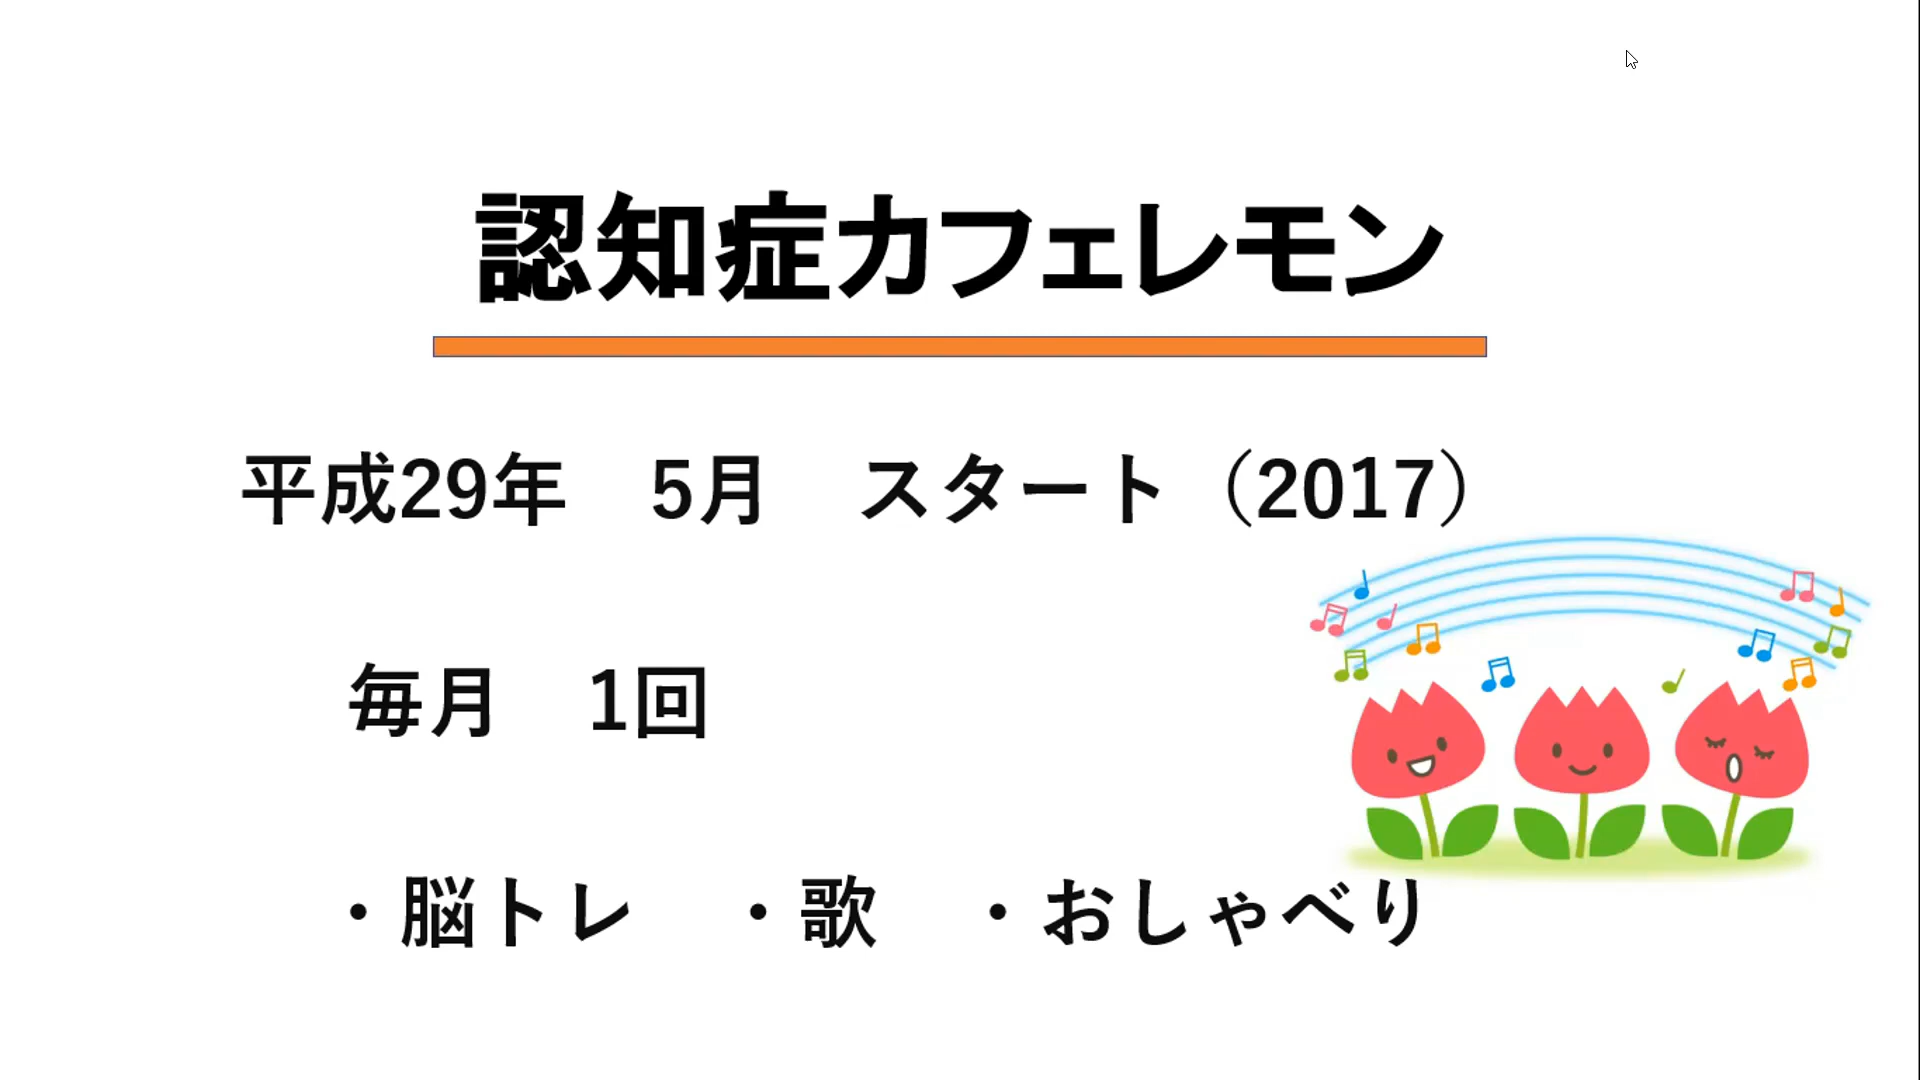 認知症カフェレモン
平成29年　5月　スタート（2017）
毎月　1回
・脳トレ　・歌　・おしゃべり